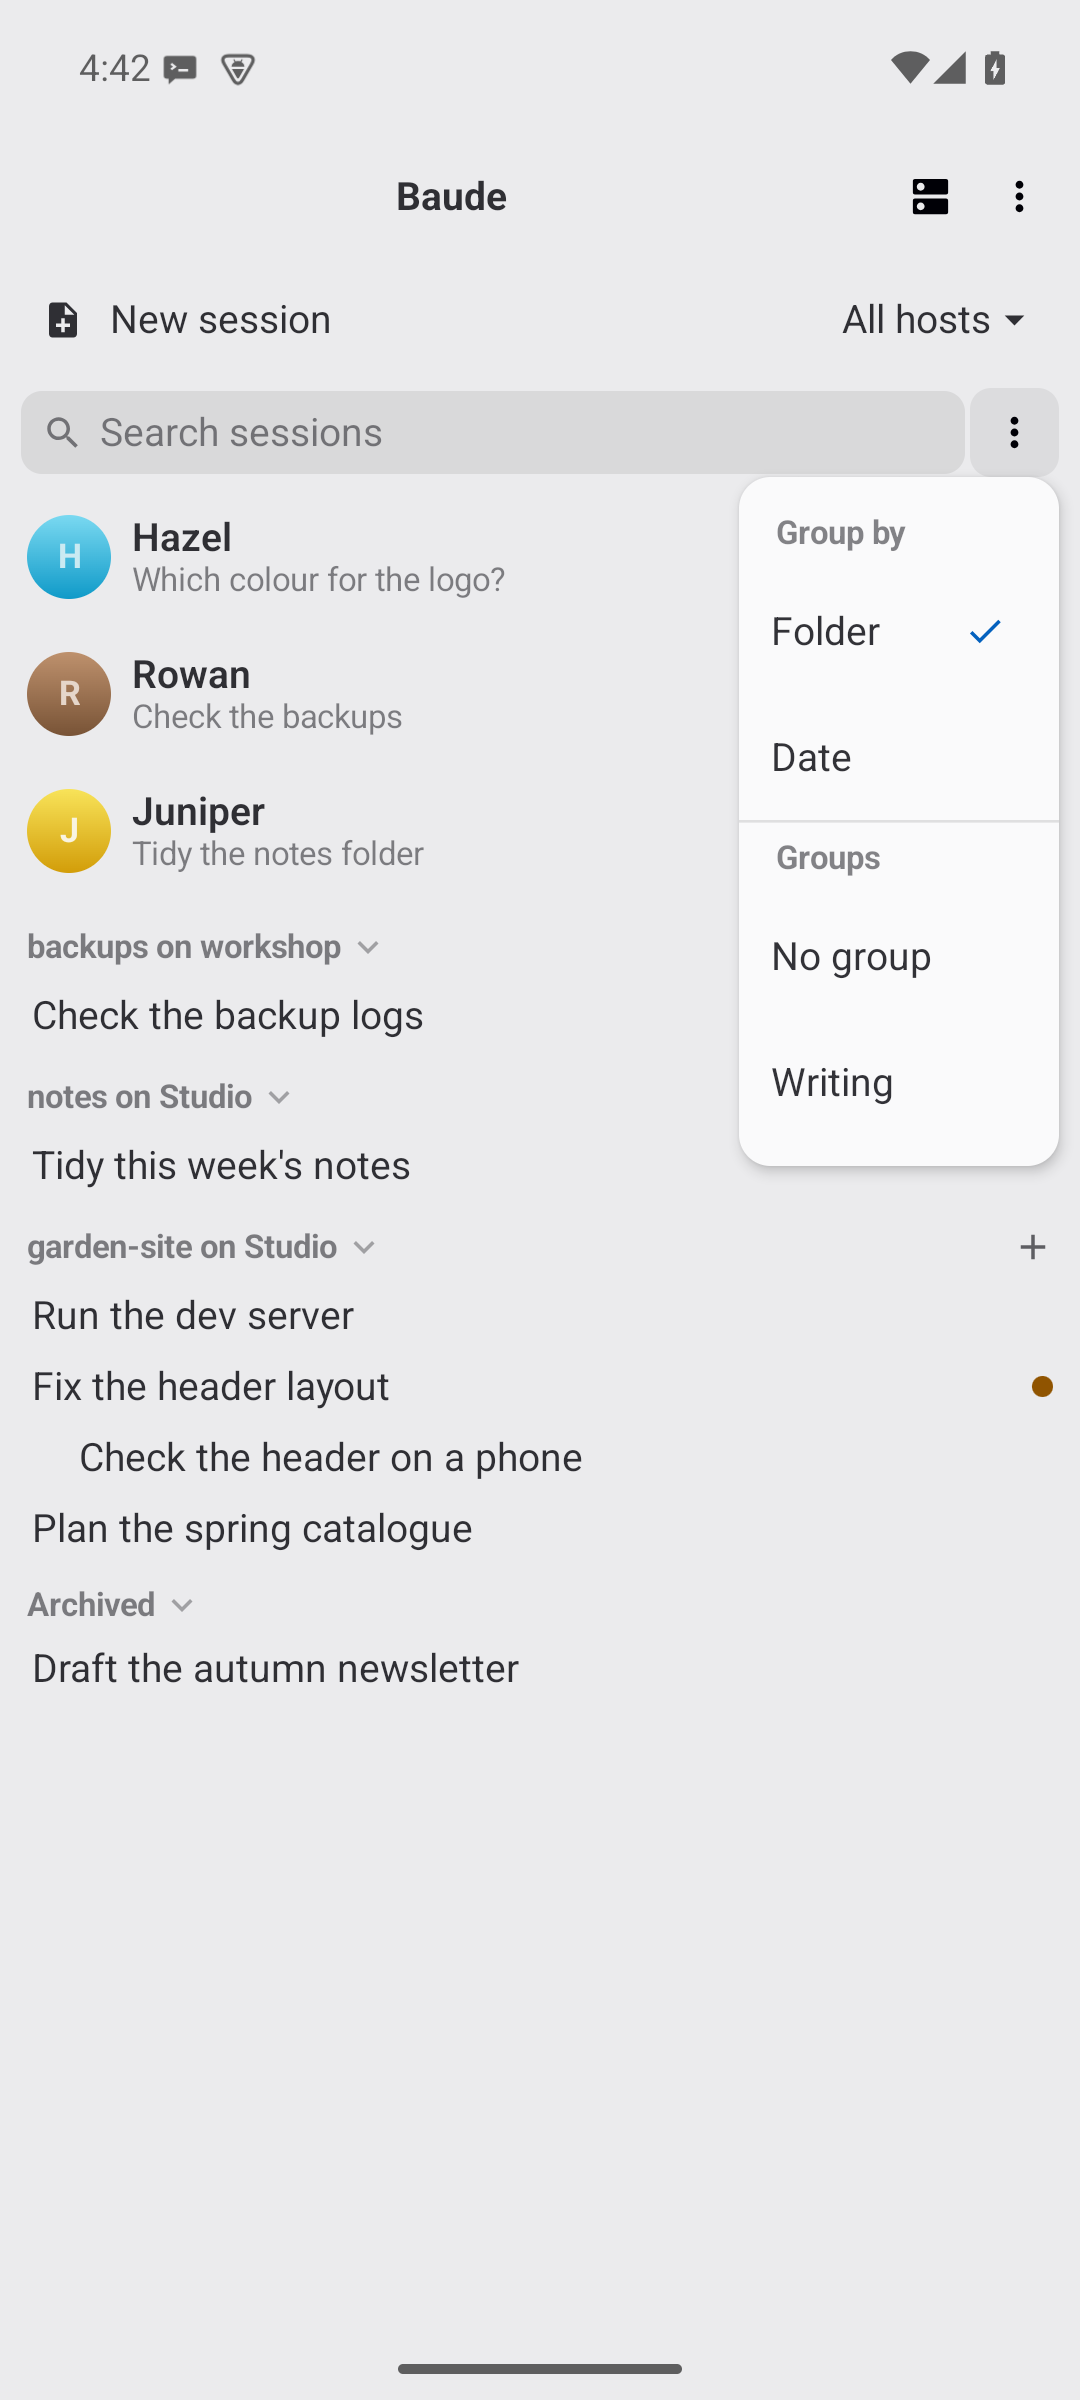 4:42
Baude
New session
All hosts
Search sessions
H
Hazel
Which colour for the logo?
R
Rowan
Check the backups
J
Juniper
Tidy the notes folder
Group by
Folder
Date
Groups
No group
Writing
backups on workshop
Check the backup logs
notes on Studio
Tidy this week's notes
garden-site on Studio
Run the dev server
Fix the header layout
Check the header on a phone
Plan the spring catalogue
Archived
Draft the autumn newsletter